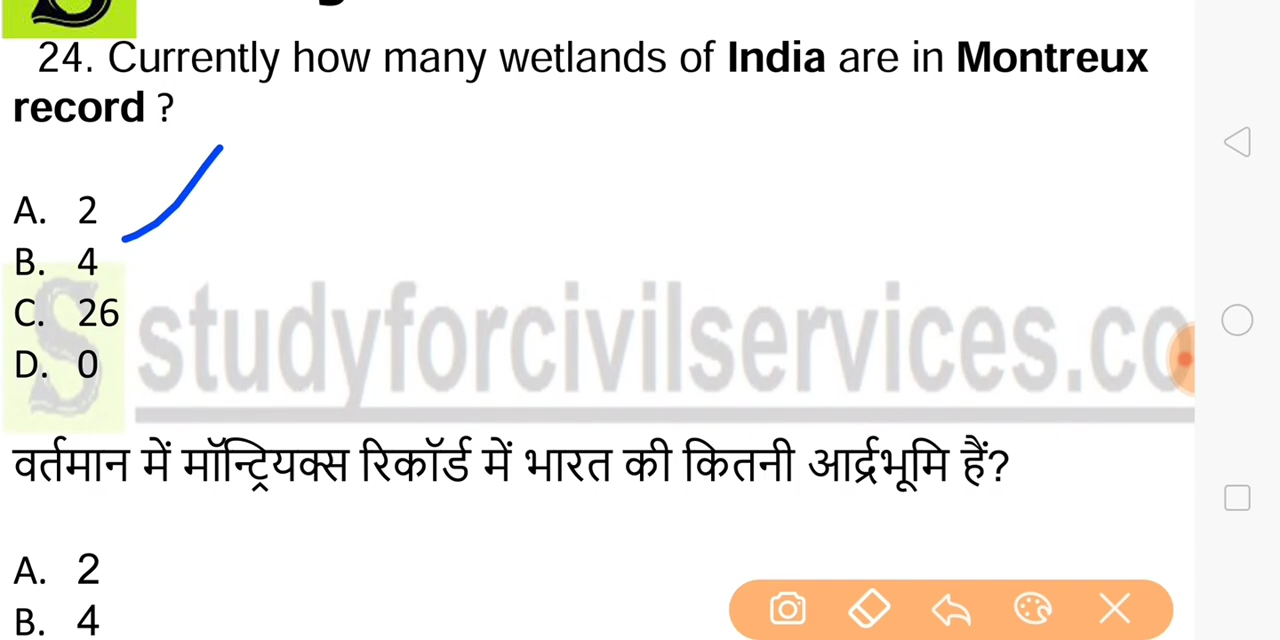 24. Currently how many wetlands of India are in Montreux
record ?
A. 2
B. 4
C. 26
D. 0
studyforcivilservices.co
वर्तमान में मॉन्ट्रियक्स रिकॉर्ड में भारत की कितनी आर्द्रभूमि हैं?
A. 2
B. 4